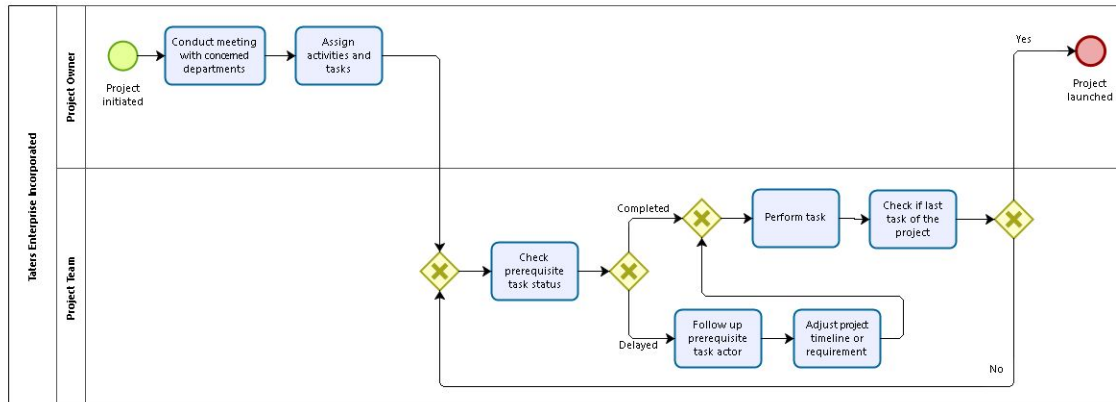 Taters Enterprise Incorporated
Project Owner
Project
initiated
Conduct meeting
with concerned
departments
Assign
activities and
tasks
Yes
Project
launched
Project Team
Check
prerequisite
task status
Completed
Delayed
Perform task
Check if last
task of the
project
Follow up
prerequisite
task actor
Adjust project
timeline or
requirement
No